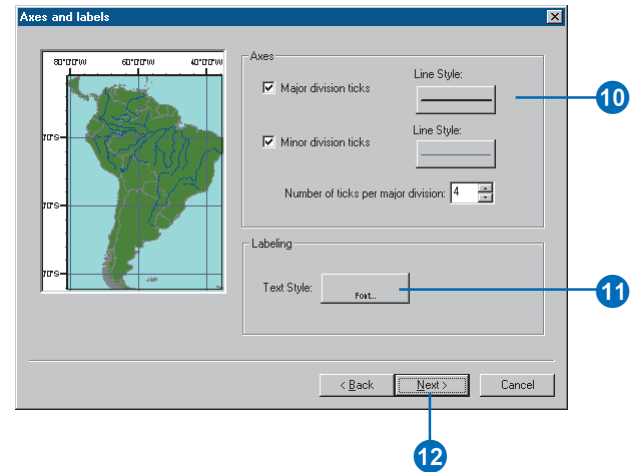 Axes and labels
80°0'0"W 60°0'0"W 40°0'0"W
Axes
Major division ticks
Line Style:
10
Minor division ticks
Line Style:
Number of ticks per major division: 4
Labeling
Text Style: Font...
11
< Back Next > Cancel
12